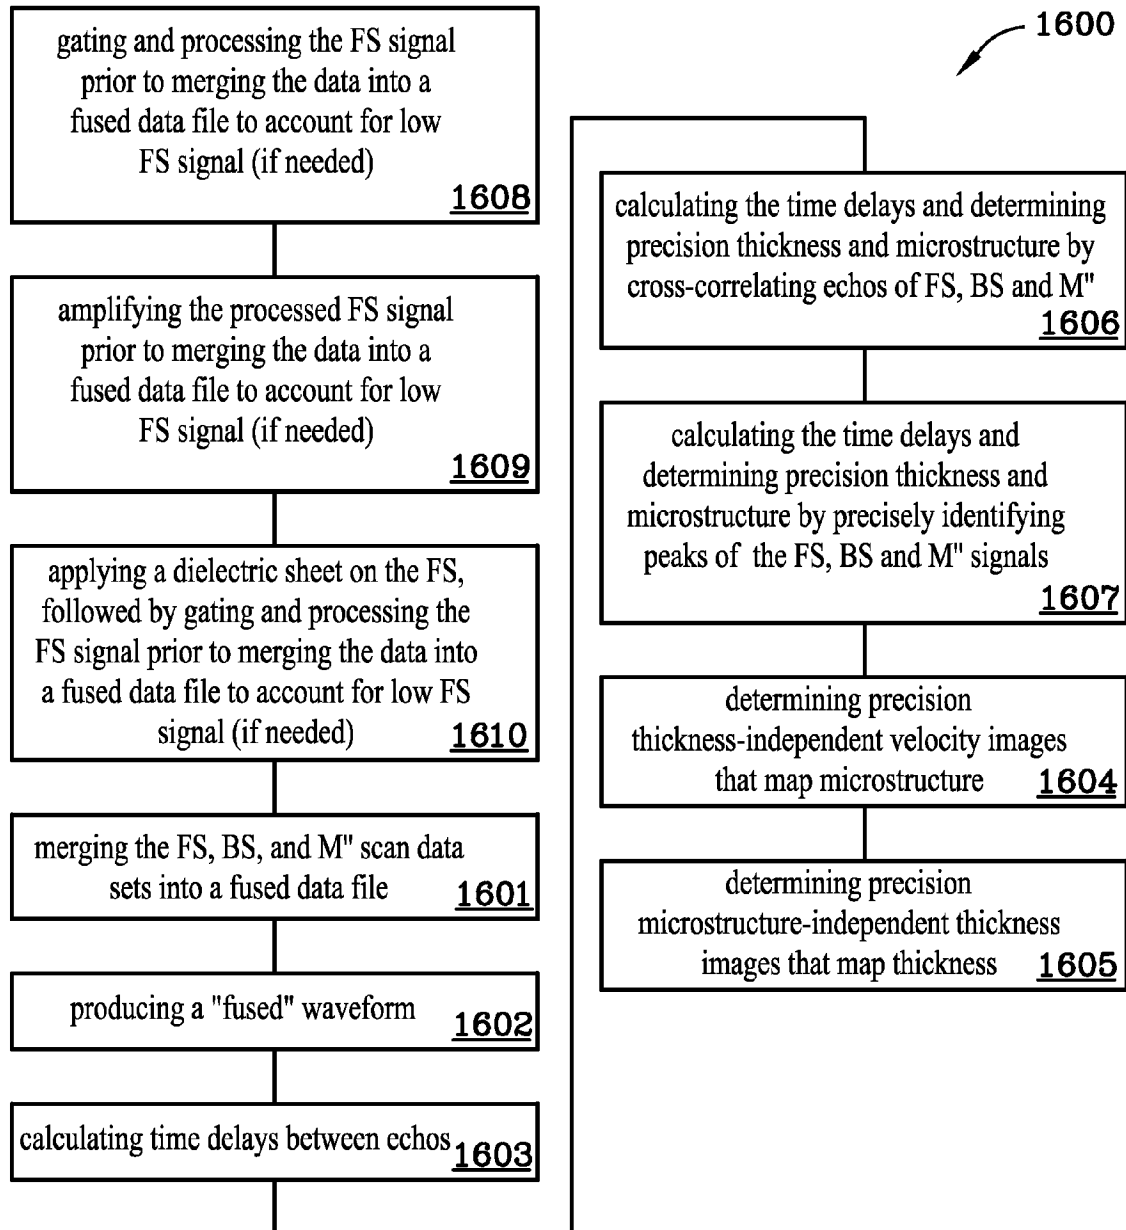 1600
gating and processing the FS signal
prior to merging the data into a
fused data file to account for low
FS signal (if needed)
1608
amplifying the processed FS signal
prior to merging the data into a
fused data file to account for low
FS signal (if needed)
1609
applying a dielectric sheet on the FS,
followed by gating and processing the
FS signal prior to merging the data into
a fused data file to account for low FS
signal (if needed) 1610
merging the FS, BS, and M" scan data
sets into a fused data file 1601
producing a "fused" waveform 1602
calculating time delays between echos 1603
calculating the time delays and determining
precision thickness and microstructure by
cross-correlating echos of FS, BS and M"
1606
calculating the time delays and
determining precision thickness and
microstructure by precisely identifying
peaks of the FS, BS and M" signals
1607
determining precision
thickness-independent velocity images
that map microstructure 1604
determining precision
microstructure-independent thickness
images that map thickness 1605